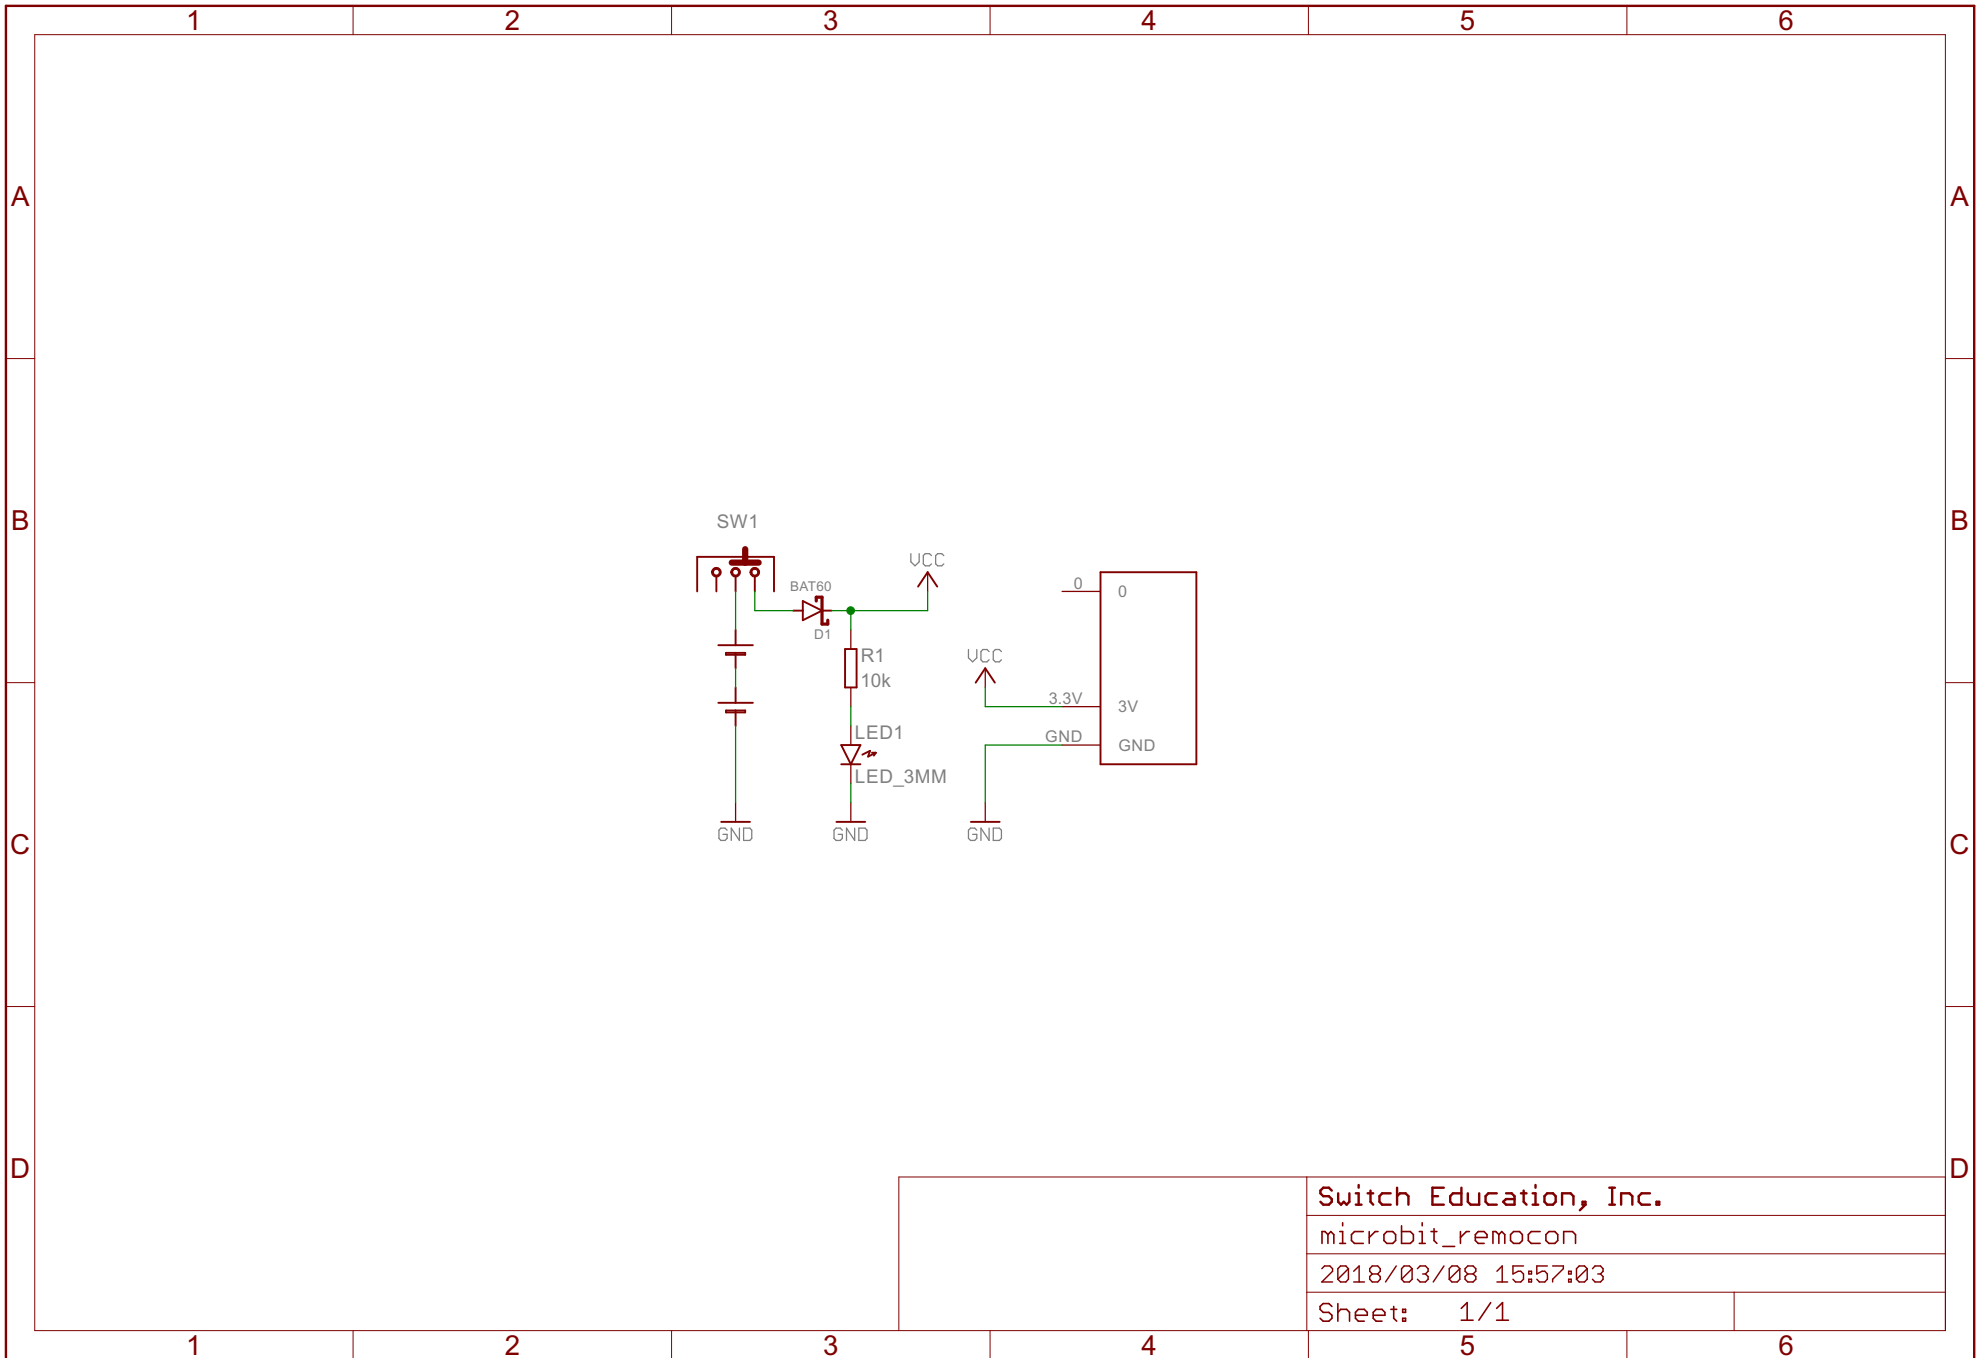 1 2 3 4 5 6
A A
B B
SW1
VCC
BAT60
0 0
D1
R1
VCC
10k
3.3V 3V
LED1
GND GND
LED_3MM
GND GND GND
C C
D D
Switch Education, Inc.
microbit_remocon
2018/03/08 15:57:03
Sheet: 1/1
1 2 3 4 5 6